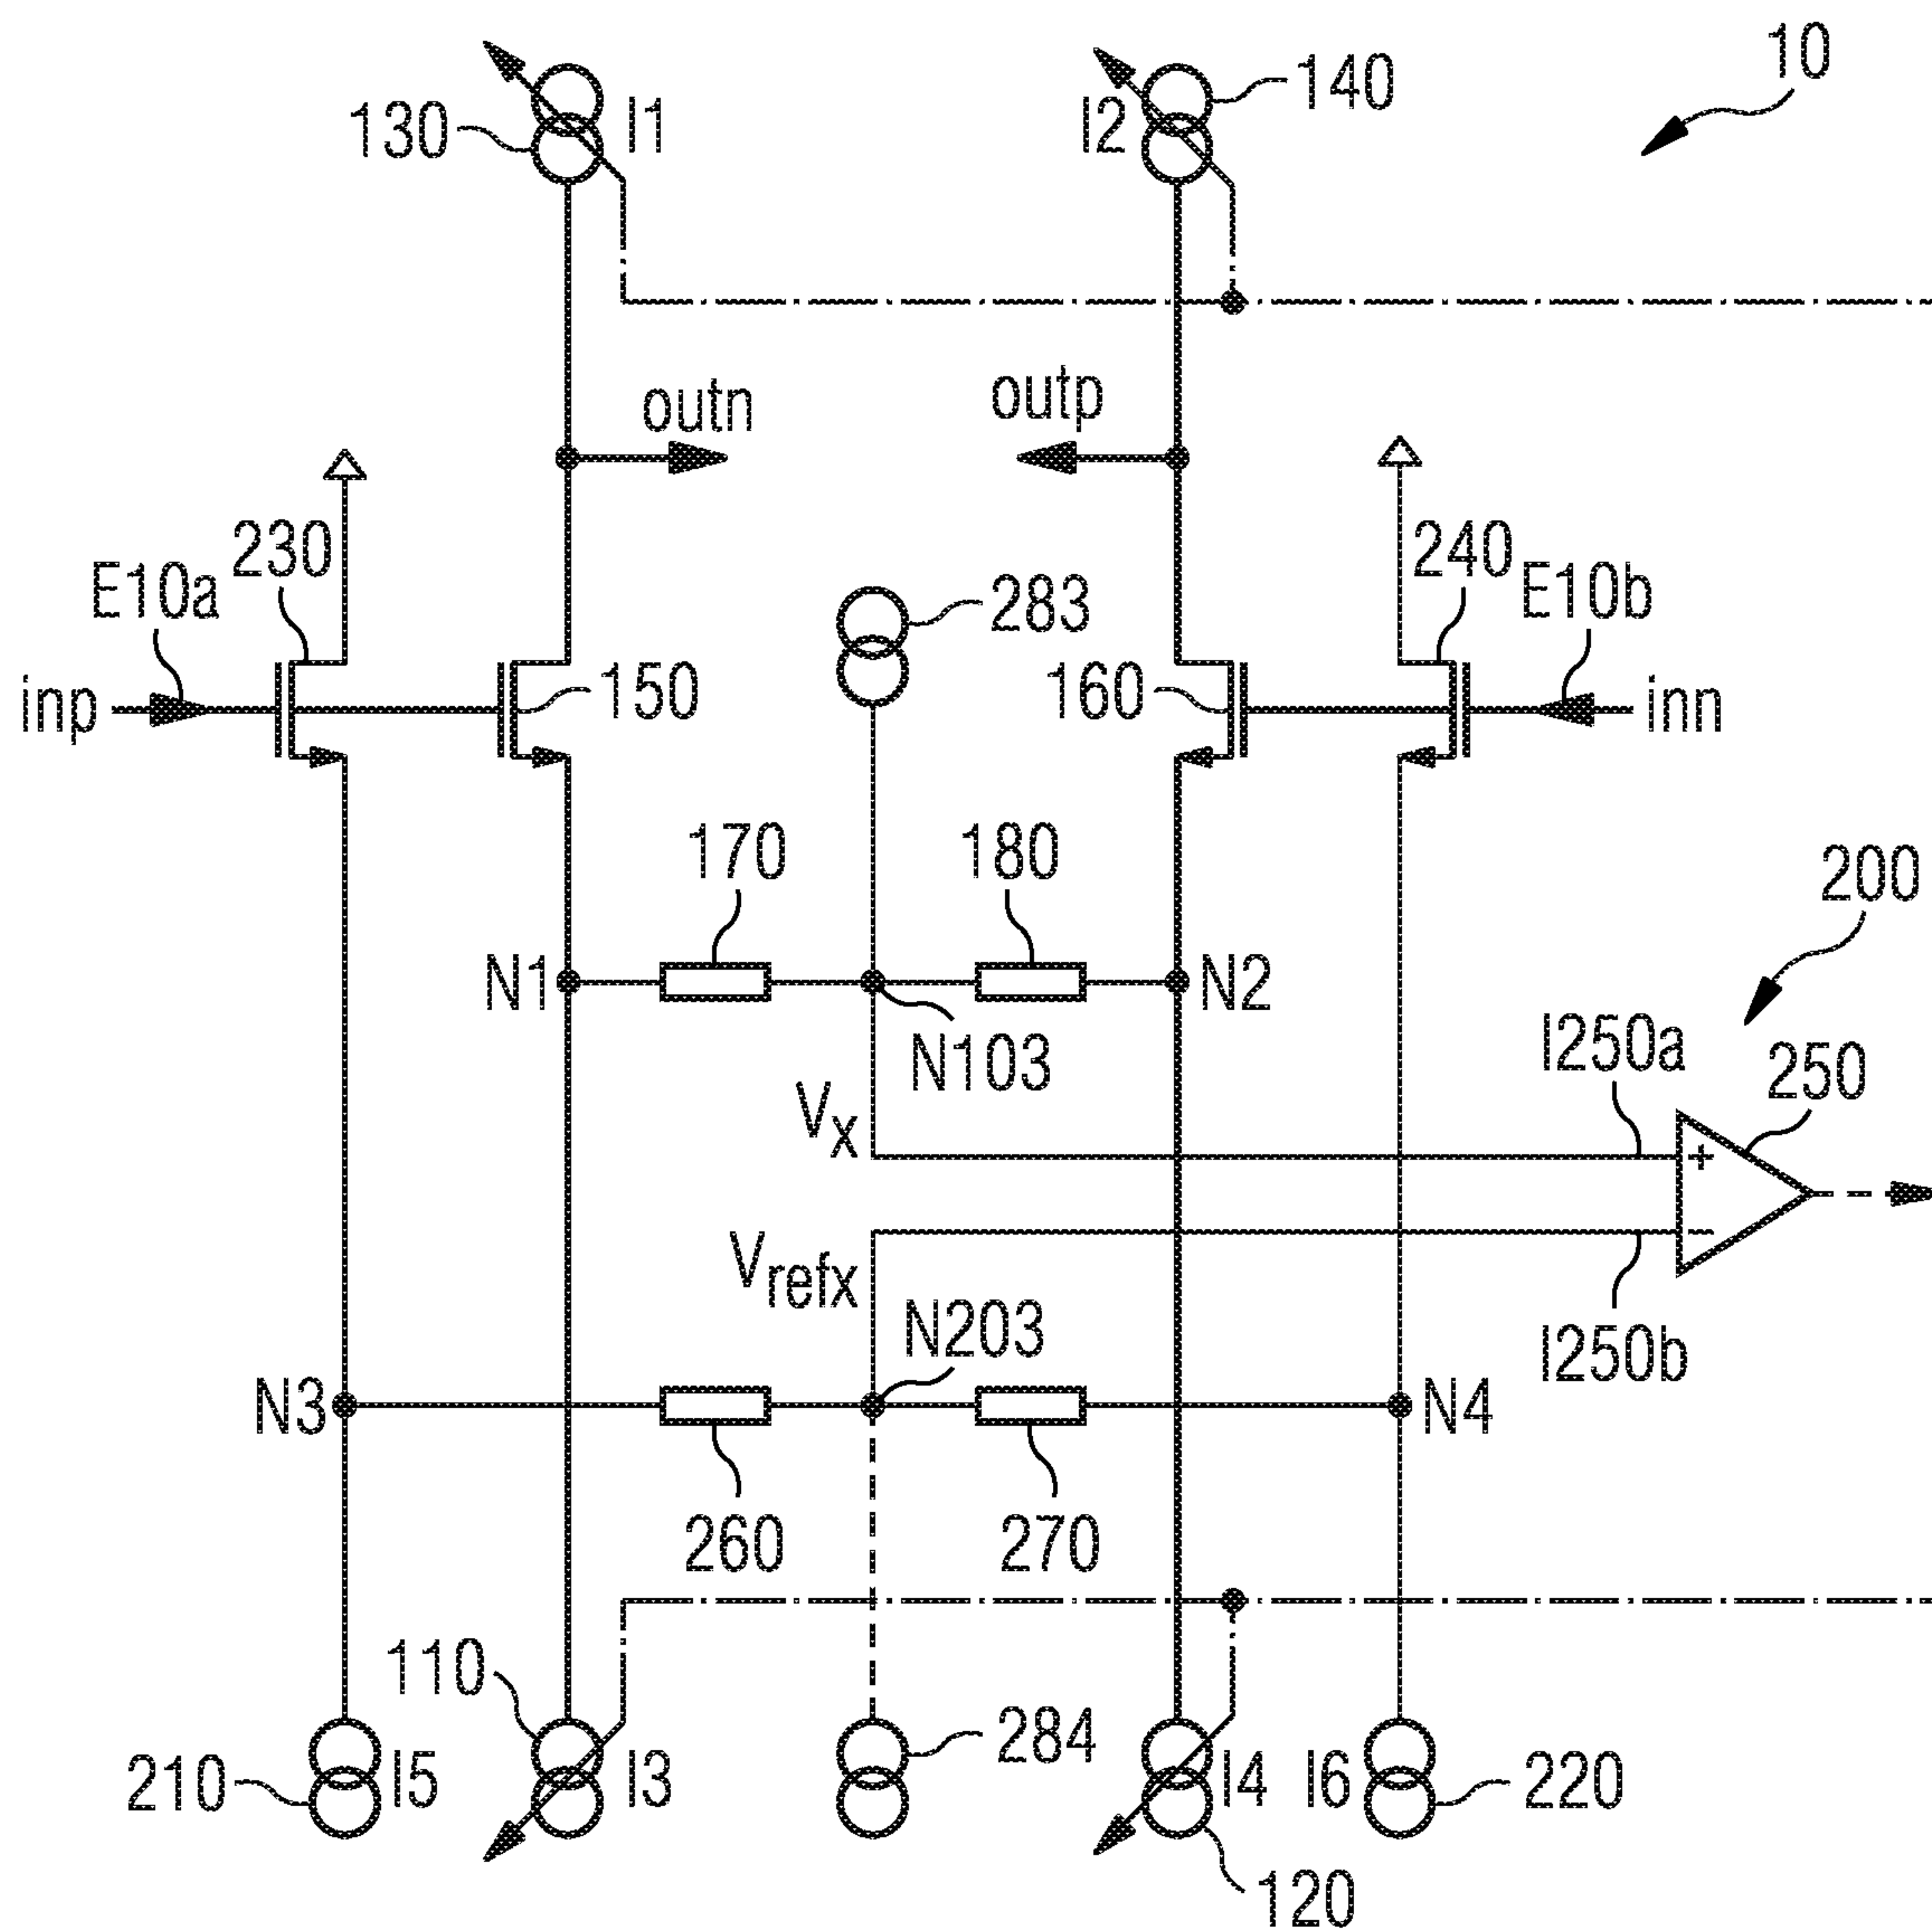 10
140
130
I1
I2
outn
outp
230
240
E10a
E10b
283
inp
150
160
inn
170
180
200
N1
N2
N103
I250a
250
Vx
+
−
Vrefx
N203
I250b
N3
N4
260
270
110
284
210
I5
I3
I4
I6
220
120